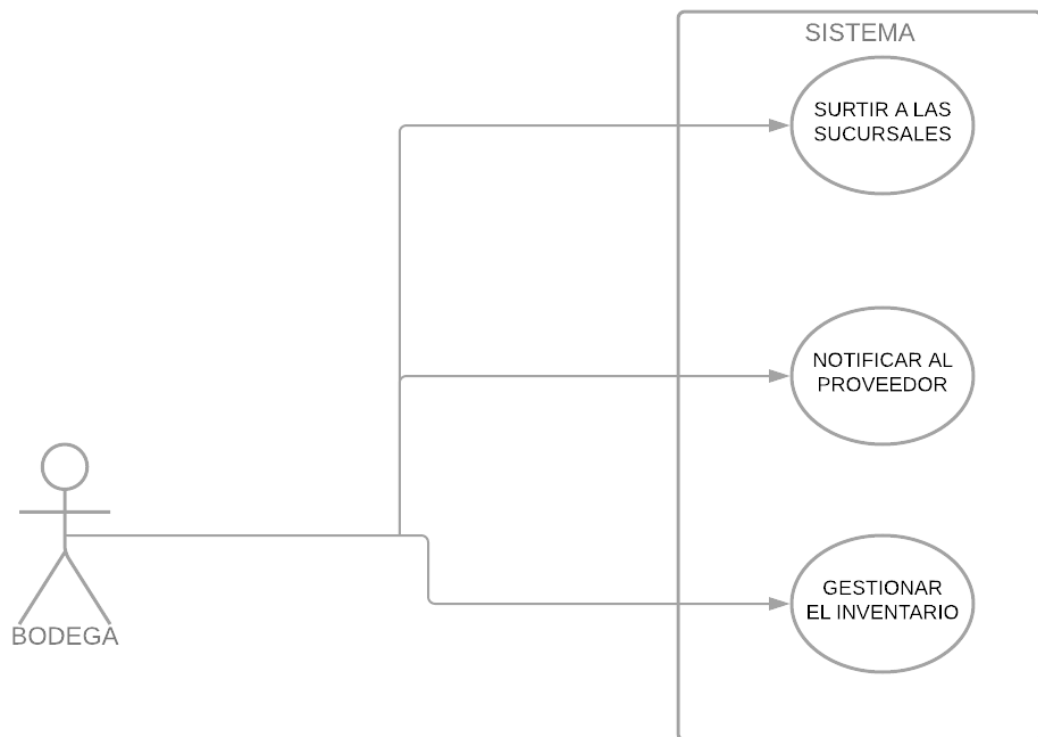 SISTEMA
SURTIR A LAS
SUCURSALES
NOTIFICAR AL
PROVEEDOR
GESTIONAR
EL INVENTARIO
BODEGA